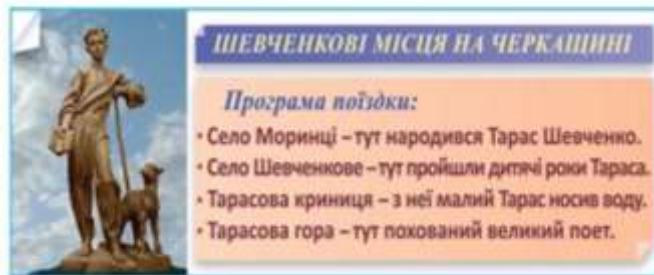 ШЕВЧЕНКОВІ МІСЦЯ НА ЧЕРКАЩИНІ
Програма поїздки:
• Село Моринці – тут народився Тарас Шевченко.
• Село Шевченкове – тут пройшли дитячі роки Тараса.
• Тарасова криниця – з неї малий Тарас носив воду.
• Тарасова гора – тут похований великий поет.